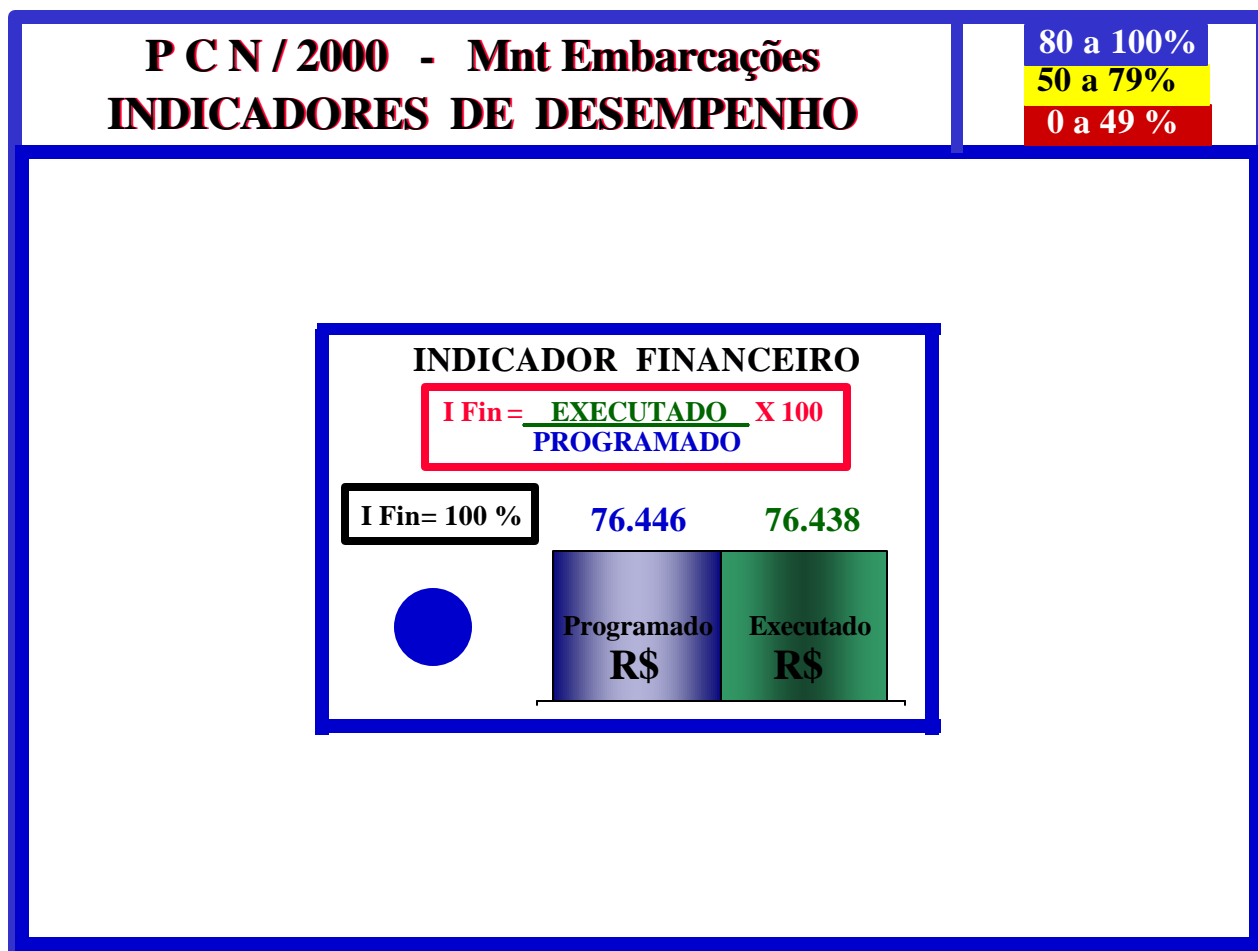 P C N / 2000 - Mnt Embarcações
INDICADORES DE DESEMPENHO
80 a 100%
50 a 79%
0 a 49 %
INDICADOR FINANCEIRO
I Fin = EXECUTADO X 100
PROGRAMADO
I Fin= 100 %
76.446 76.438
Programado Executado
R$ R$